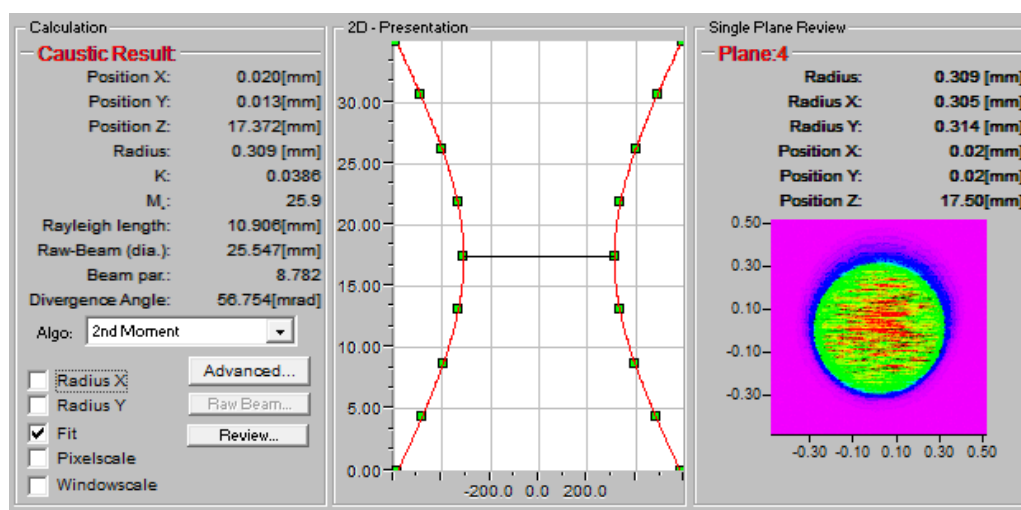 Calculation
Caustic Result:
Position X: 0.020[mm]
Position Y: 0.013[mm]
Position Z: 17.372[mm]
Radius: 0.309 [mm]
K: 0.0386
M²: 25.9
Rayleigh length: 10.906[mm]
Raw-Beam (dia.): 25.547[mm]
Beam par.: 8.782
Divergence Angle: 56.754[mrad]
Algo: 2nd Moment
Radius X
Radius Y
Fit
Pixelscale
Windowscale
Advanced...
Raw Beam...
Review...
2D - Presentation
30.00
25.00
20.00
15.00
10.00
5.00
0.00
-200.0 0.0 200.0
Single Plane Review
Plane:4
Radius: 0.309 [mm]
Radius X: 0.305 [mm]
Radius Y: 0.314 [mm]
Position X: 0.02[mm]
Position Y: 0.02[mm]
Position Z: 17.50[mm]
0.50
0.30
0.10
-0.10
-0.30
-0.30 -0.10 0.10 0.30 0.50